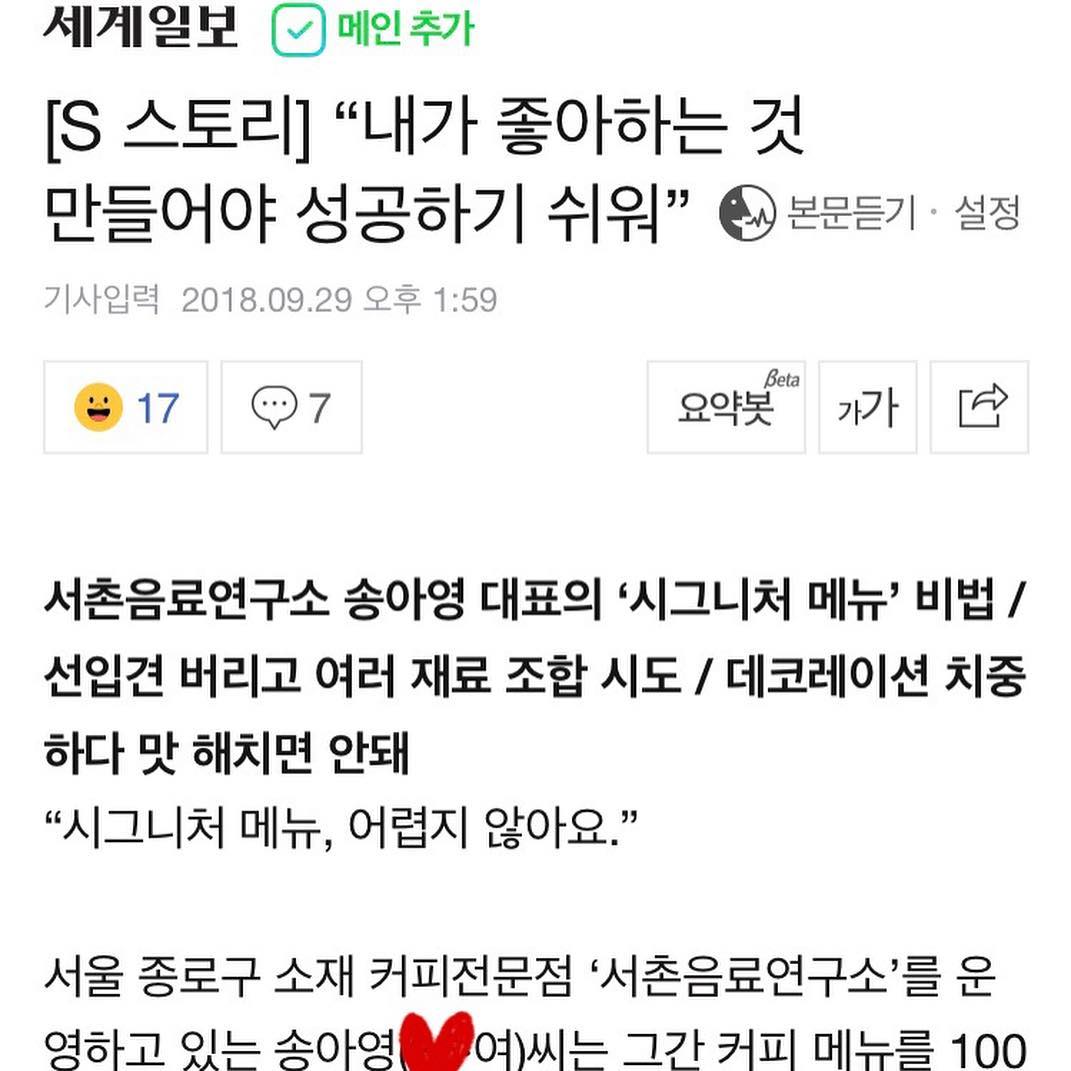 세계일보 메인 추가
[S 스토리] “내가 좋아하는 것
만들어야 성공하기 쉬워” 본문듣기 · 설정
기사입력 2018.09.29 오후 1:59
17 7 요약봇 Beta 가가
서촌음료연구소 송아영 대표의 ‘시그니처 메뉴’ 비법 /
선입견 버리고 여러 재료 조합 시도 / 데코레이션 치중
하다 맛 해치면 안돼
“시그니처 메뉴, 어렵지 않아요.”
서울 종로구 소재 커피전문점 ‘서촌음료연구소’를 운
영하고 있는 송아영( 여)씨는 그간 커피 메뉴를 100